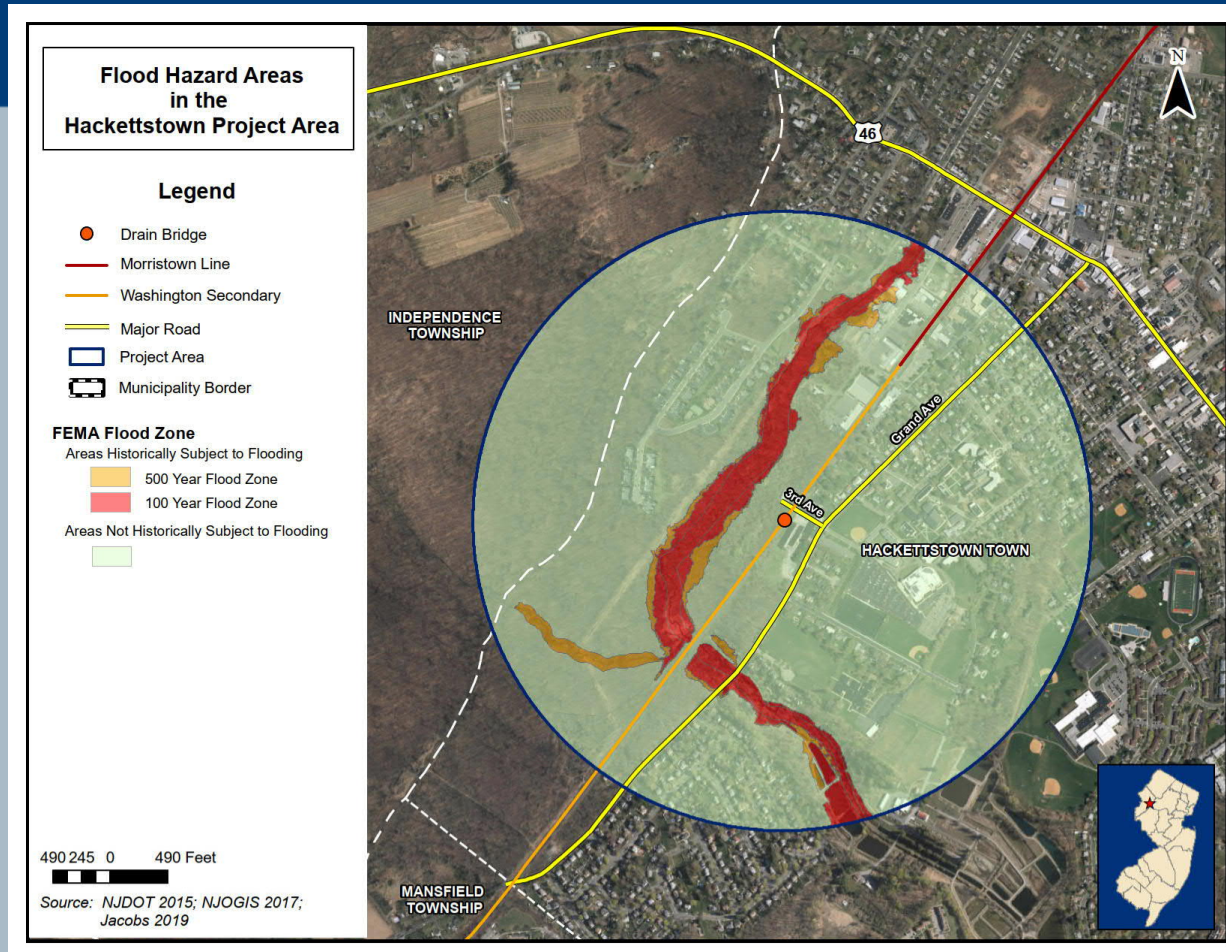 Flood Hazard Areas
in the
Hackettstown Project Area
Legend
Drain Bridge
Morristown Line
Washington Secondary
Major Road
Project Area
Municipality Border
FEMA Flood Zone
Areas Historically Subject to Flooding
500 Year Flood Zone
100 Year Flood Zone
Areas Not Historically Subject to Flooding
490 245 0 490 Feet
Source: NJDOT 2015; NJOGIS 2017;
Jacobs 2019
N
46
INDEPENDENCE
TOWNSHIP
Grand Ave
3rd Ave
HACKETTSTOWN TOWN
MANSFIELD
TOWNSHIP